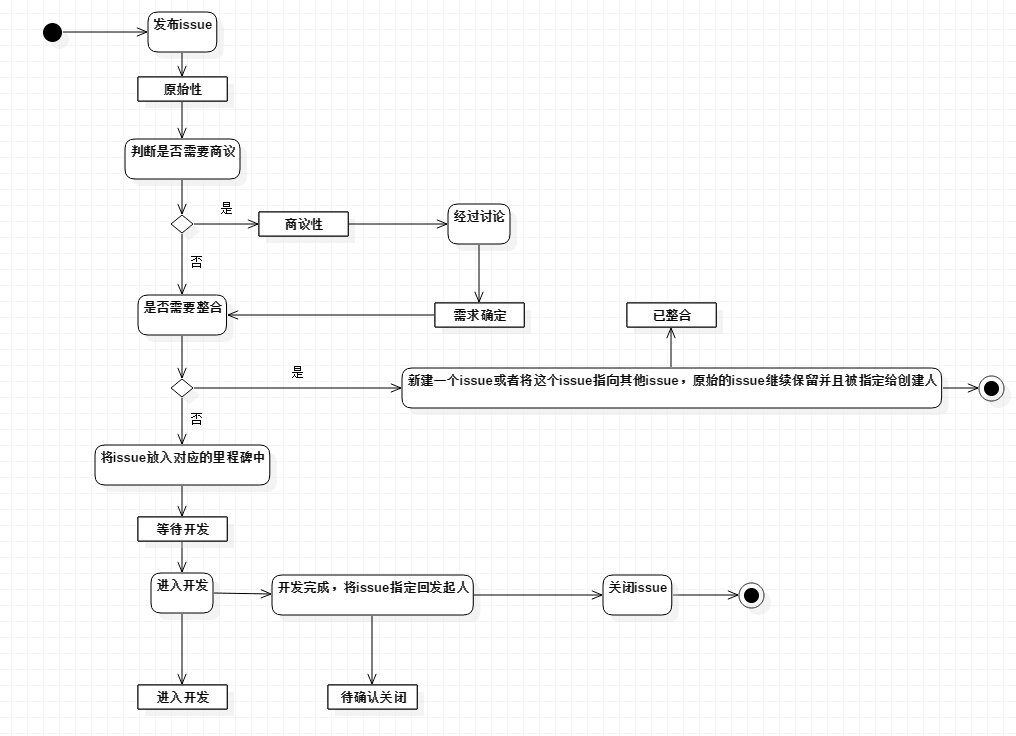 发布issue
原始性
判断是否需要商议
是
商议性
经过讨论
否
是否需要整合
需求确定
已整合
是
新建一个issue或者将这个issue指向其他issue，原始的issue继续保留并且被指定给创建人
否
将issue放入对应的里程碑中
等待开发
进入开发
开发完成，将issue指定回发起人
关闭issue
进入开发
待确认关闭